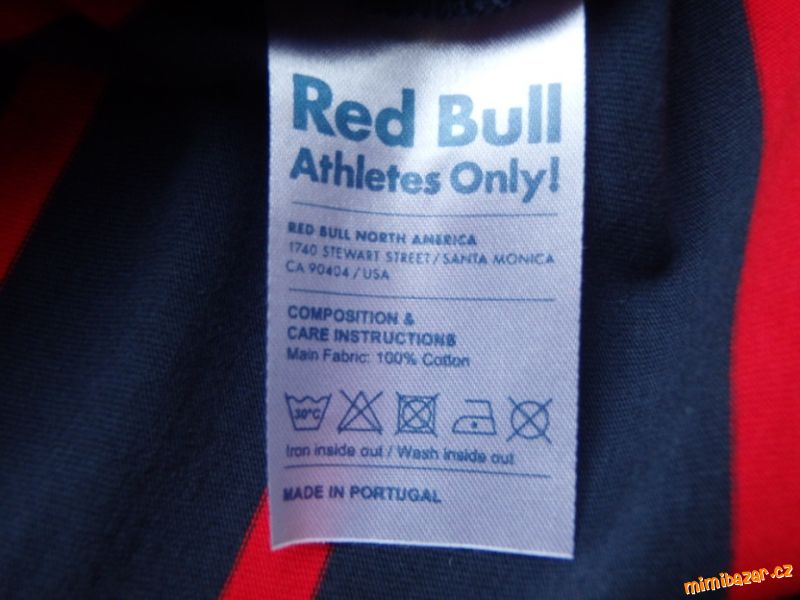 Red Bull
Athletes Only!
RED BULL NORTH AMERICA
1740 STEWART STREET / SANTA MONICA
CA 90404 / USA
COMPOSITION &
CARE INSTRUCTIONS
Main Fabric: 100% Cotton
30°C
Iron inside out / Wash inside out
MADE IN PORTUGAL
mimibazar.cz